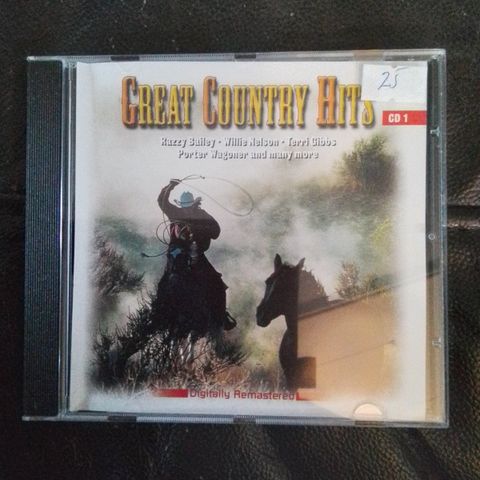 GREAT COUNTRY HITS
25
CD 1
Razzy Bailey • Willie Nelson • Terri Gibbs
Porter Wagoner and many more
Digitally Remastered